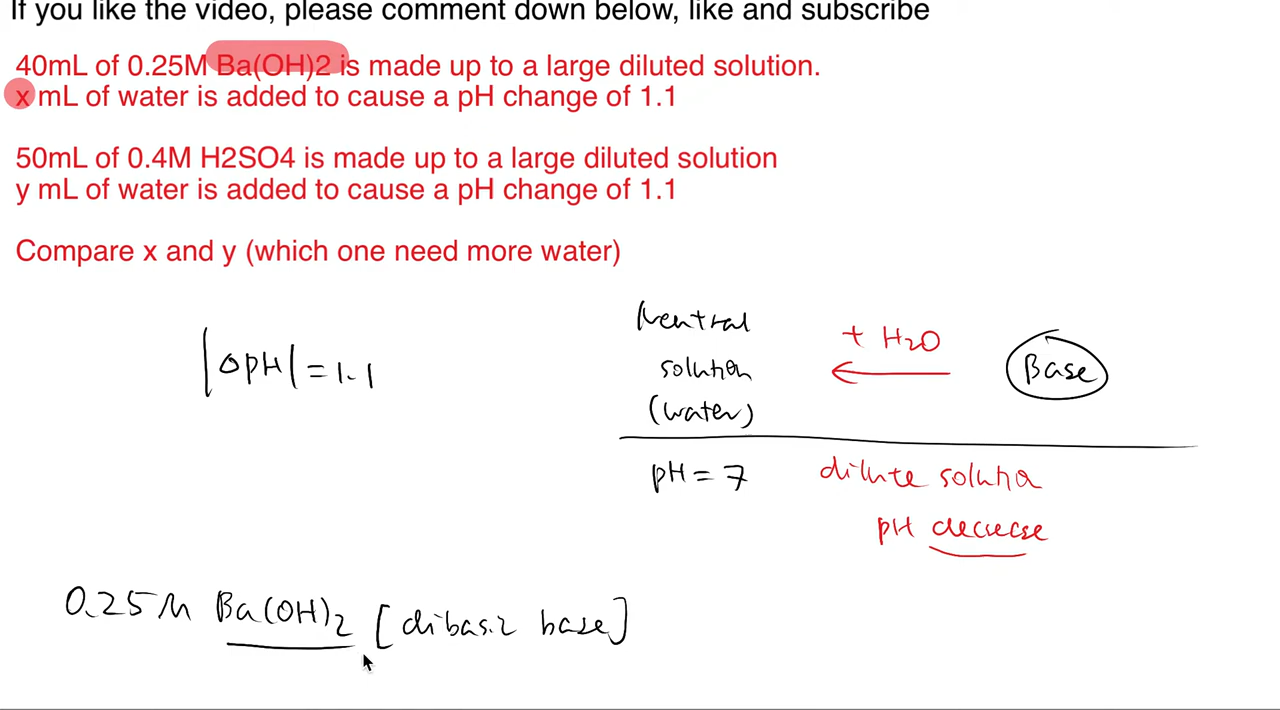 If you like the video, please comment down below, like and subscribe
40mL of 0.25M Ba(OH)2 is made up to a large diluted solution.
x mL of water is added to cause a pH change of 1.1
50mL of 0.4M H2SO4 is made up to a large diluted solution
y mL of water is added to cause a pH change of 1.1
Compare x and y (which one need more water)
|ΔpH| = 1.1
Neutral
solution
(water)
+ H2O
Base
pH = 7
dilute solution
pH decrease
0.25M Ba(OH)2 [dibasic base]